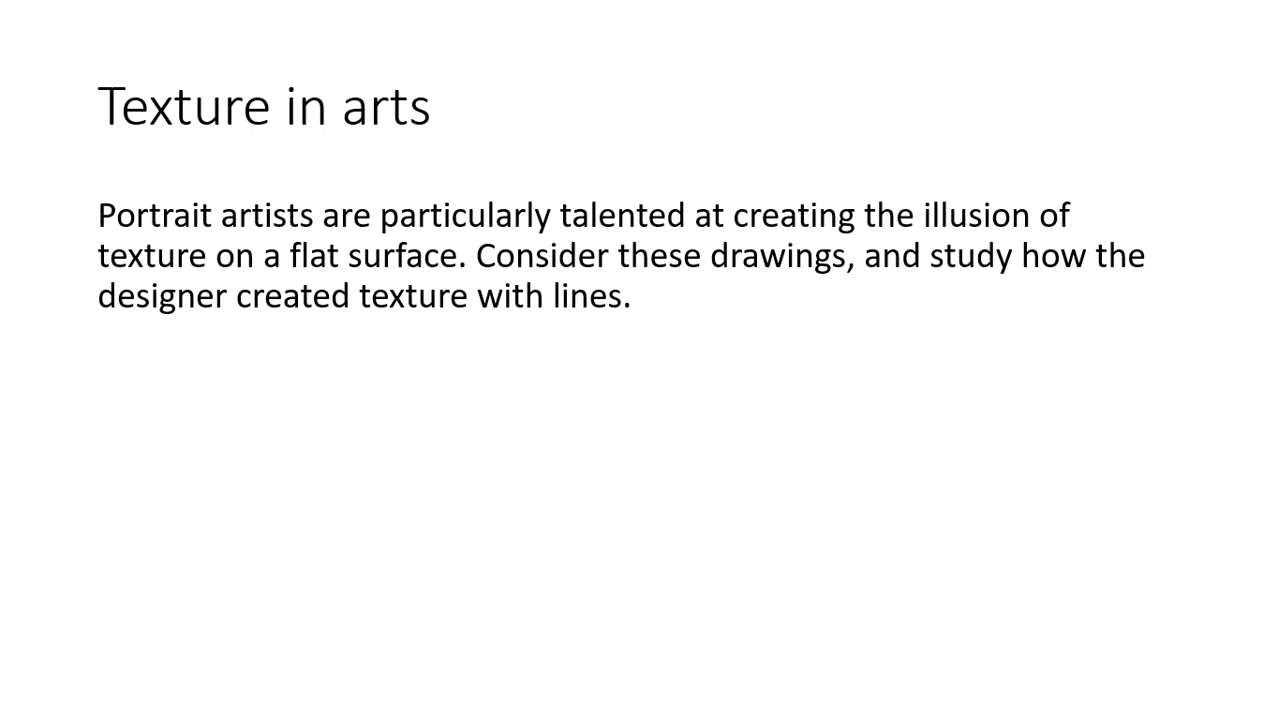 Texture in arts
Portrait artists are particularly talented at creating the illusion of
texture on a flat surface. Consider these drawings, and study how the
designer created texture with lines.